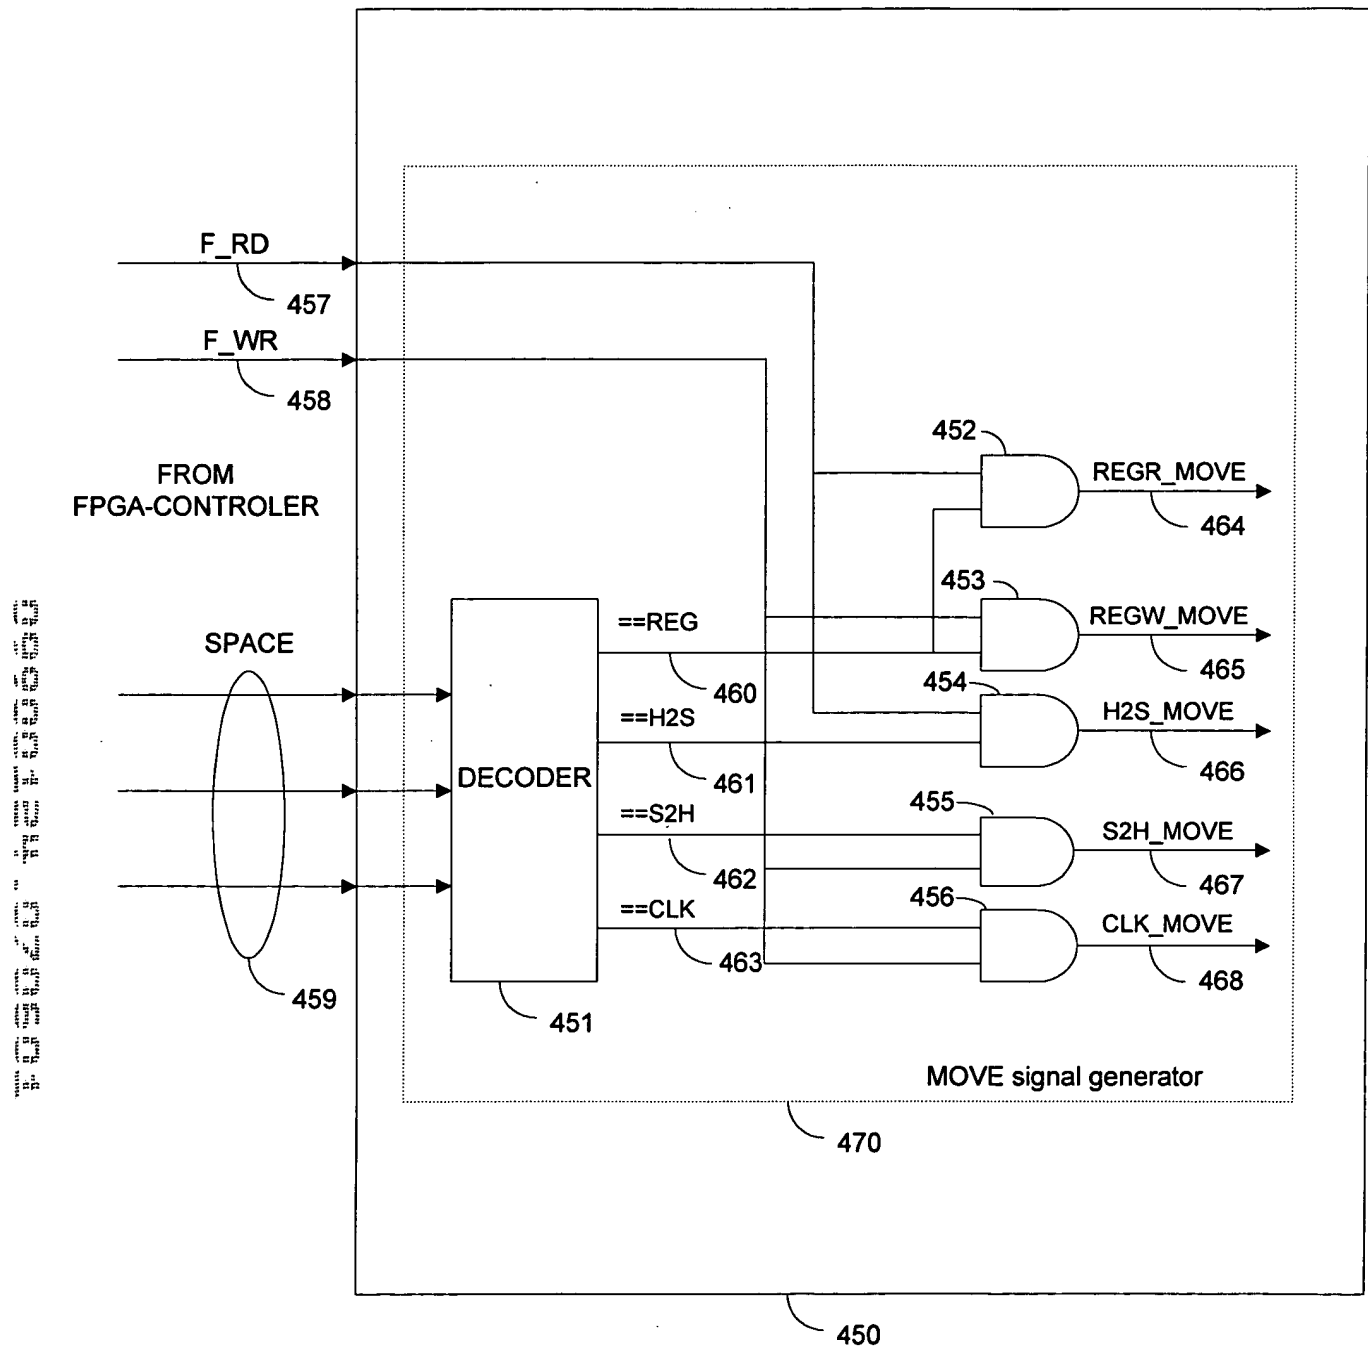 F_RD
457
F_WR
458
FROM
FPGA-CONTROLER
452
REGR_MOVE
464
453
REGW_MOVE
465
SPACE
==REG
460
454
H2S_MOVE
466
==H2S
461
DECODER
455
S2H_MOVE
467
==S2H
462
456
CLK_MOVE
468
==CLK
463
459
451
MOVE signal generator
470
450